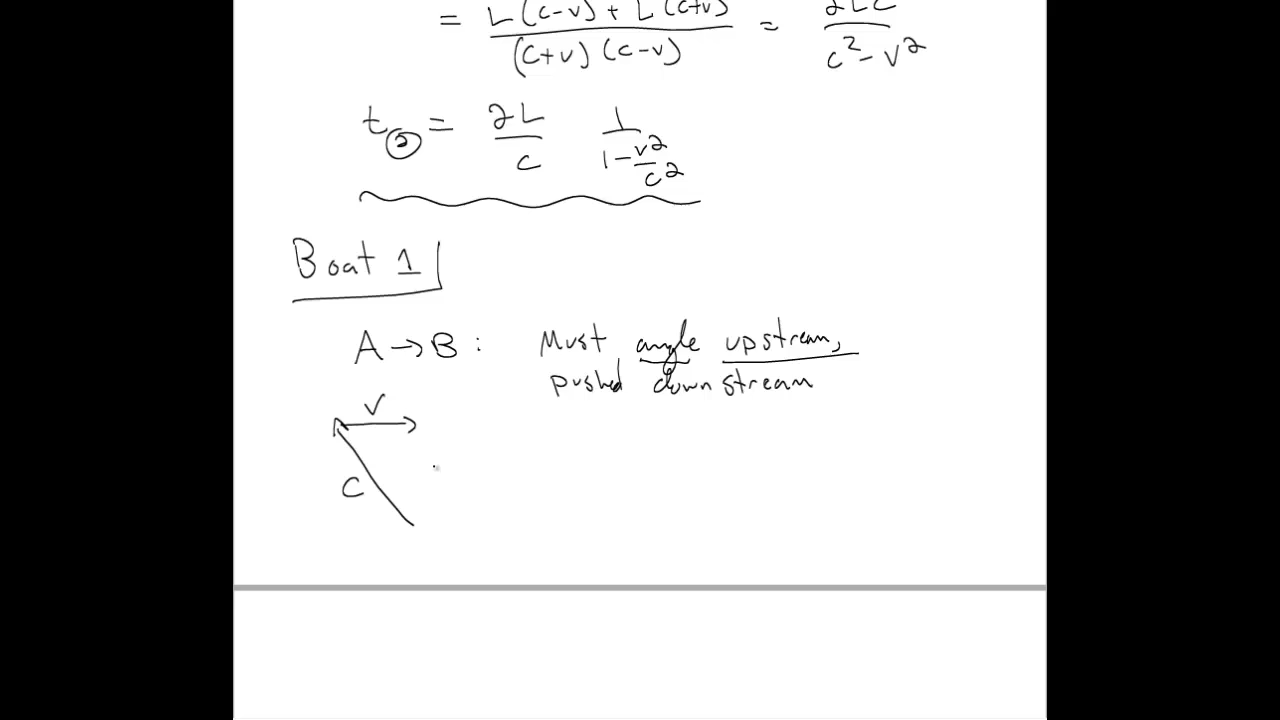 = L(c-v) + L(c+v) / (c+v)(c-v) = 2LC / c² - v²
t₂ = 2L / c 1 / 1 - v²/c²
Boat 1
A → B : Must angle upstream,
pushed downstream
v
c